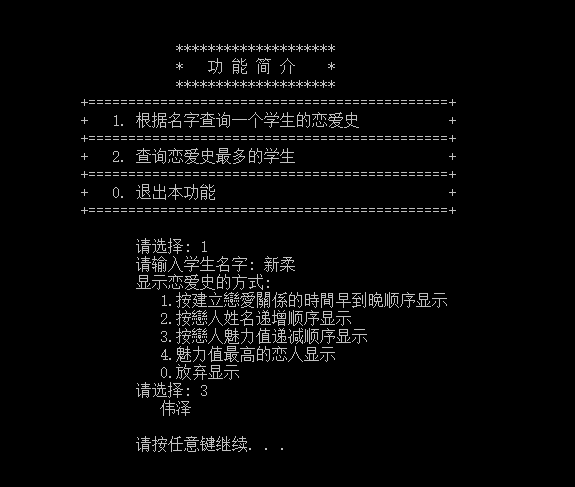 ********************
* 功 能 简 介 *
********************
+=============================================+
+ 1. 根据名字查询一个学生的恋爱史 +
+=============================================+
+ 2. 查询恋爱史最多的学生 +
+=============================================+
+ 0. 退出本功能 +
+=============================================+
请选择: 1
请输入学生名字: 新柔
显示恋爱史的方式:
1.按建立戀愛關係的時間早到晚顺序显示
2.按戀人姓名递增顺序显示
3.按戀人魅力值递减顺序显示
4.魅力值最高的恋人显示
0.放弃显示
请选择: 3
伟泽
请按任意键继续. . .